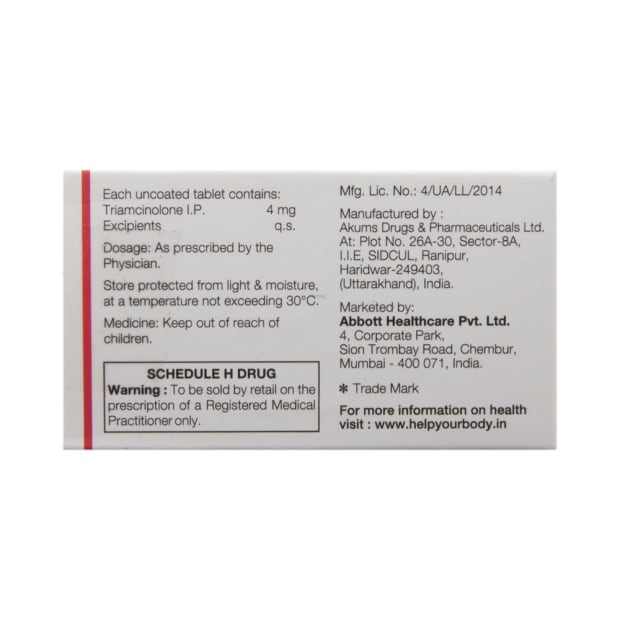 Each uncoated tablet contains:
Triamcinolone I.P. 4 mg
Excipients q.s.
Dosage: As prescribed by the
Physician.
Store protected from light & moisture,
at a temperature not exceeding 30°C.
Medicine: Keep out of reach of
children.
SCHEDULE H DRUG
Warning : To be sold by retail on the
prescription of a Registered Medical
Practitioner only.
Mfg. Lic. No.: 4/UA/LL/2014
Manufactured by :
Akums Drugs & Pharmaceuticals Ltd.
At: Plot No. 26A-30, Sector-8A,
I.I.E, SIDCUL, Ranipur,
Haridwar-249403,
(Uttarakhand), India.
Marketed by:
Abbott Healthcare Pvt. Ltd.
4, Corporate Park,
Sion Trombay Road, Chembur,
Mumbai - 400 071, India.
* Trade Mark
For more information on health
visit : www.helpyourbody.in